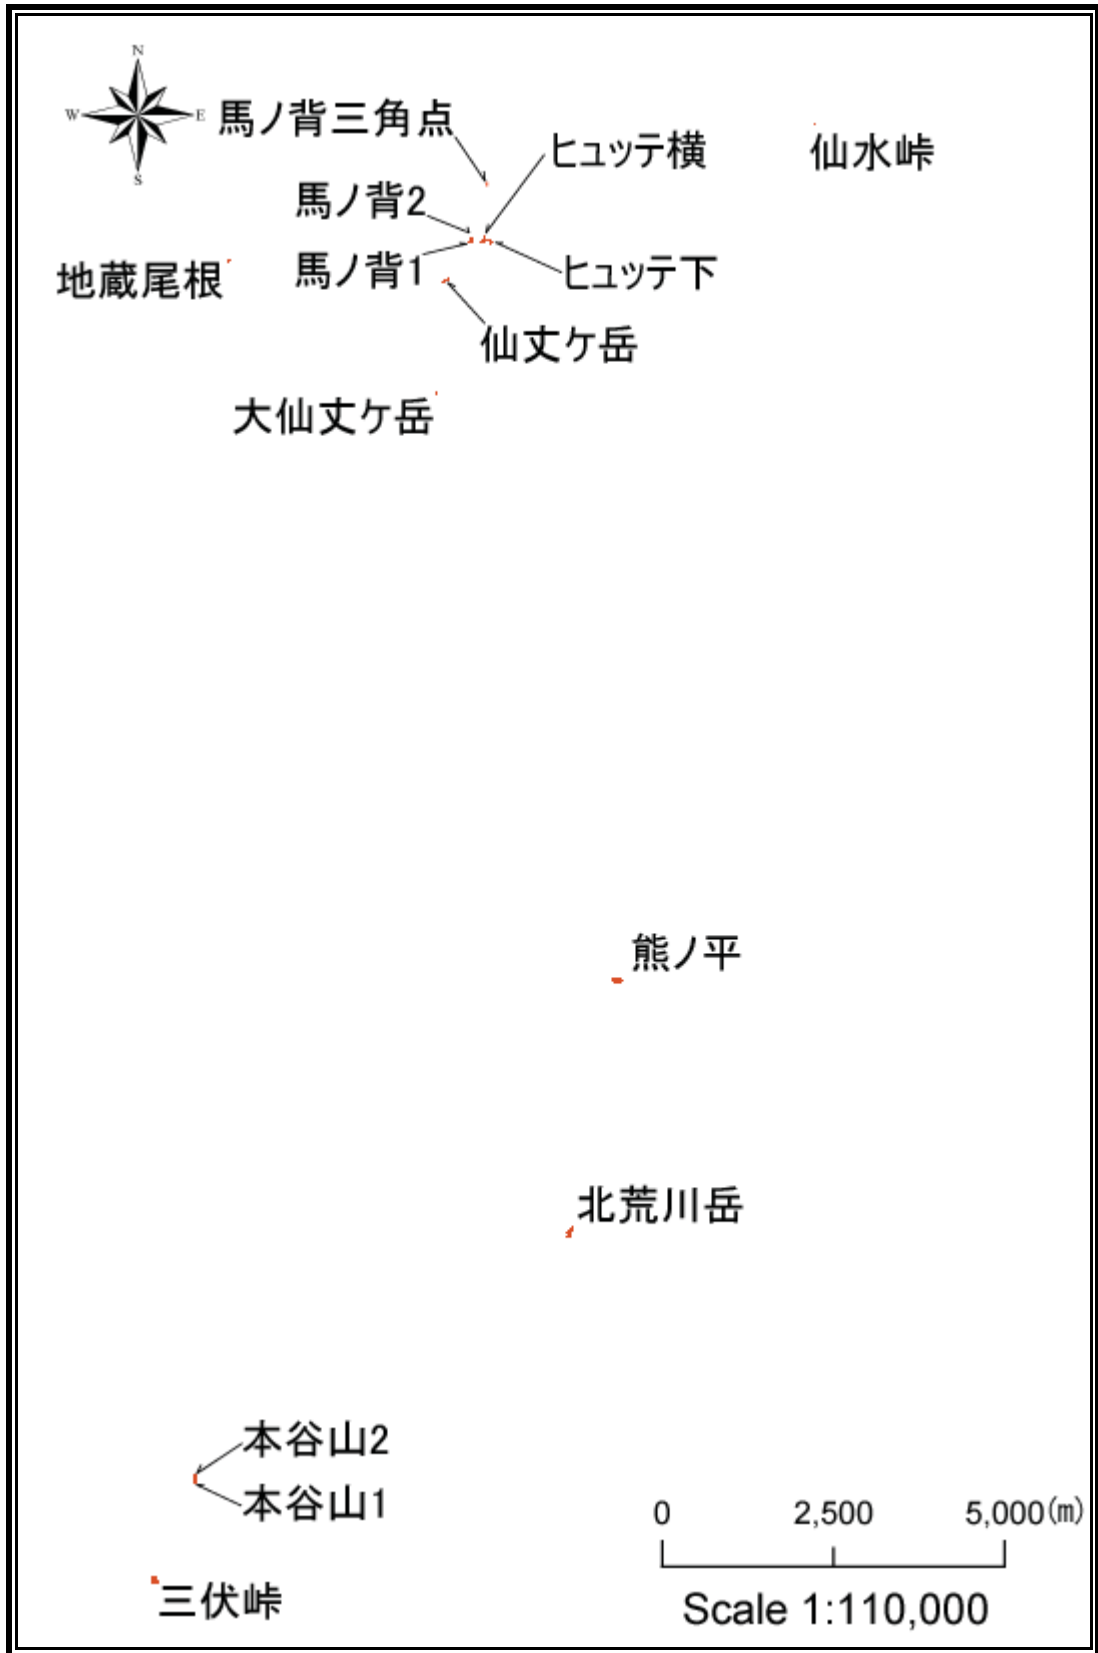 N
W
E
S
馬ノ背三角点
ヒュッテ横
仙水峠
馬ノ背2
地蔵尾根
馬ノ背1
ヒュッテ下
仙丈ケ岳
大仙丈ケ岳
熊ノ平
北荒川岳
本谷山2
本谷山1
三伏峠
0 2,500 5,000(m)
Scale 1:110,000